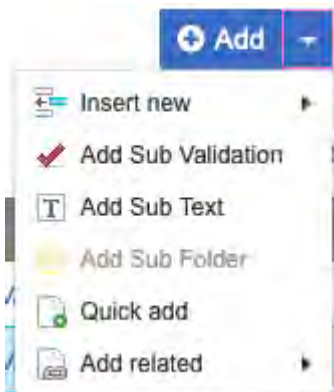 Add
Insert new
Add Sub Validation
T Add Sub Text
Add Sub Folder
Quick add
Add related